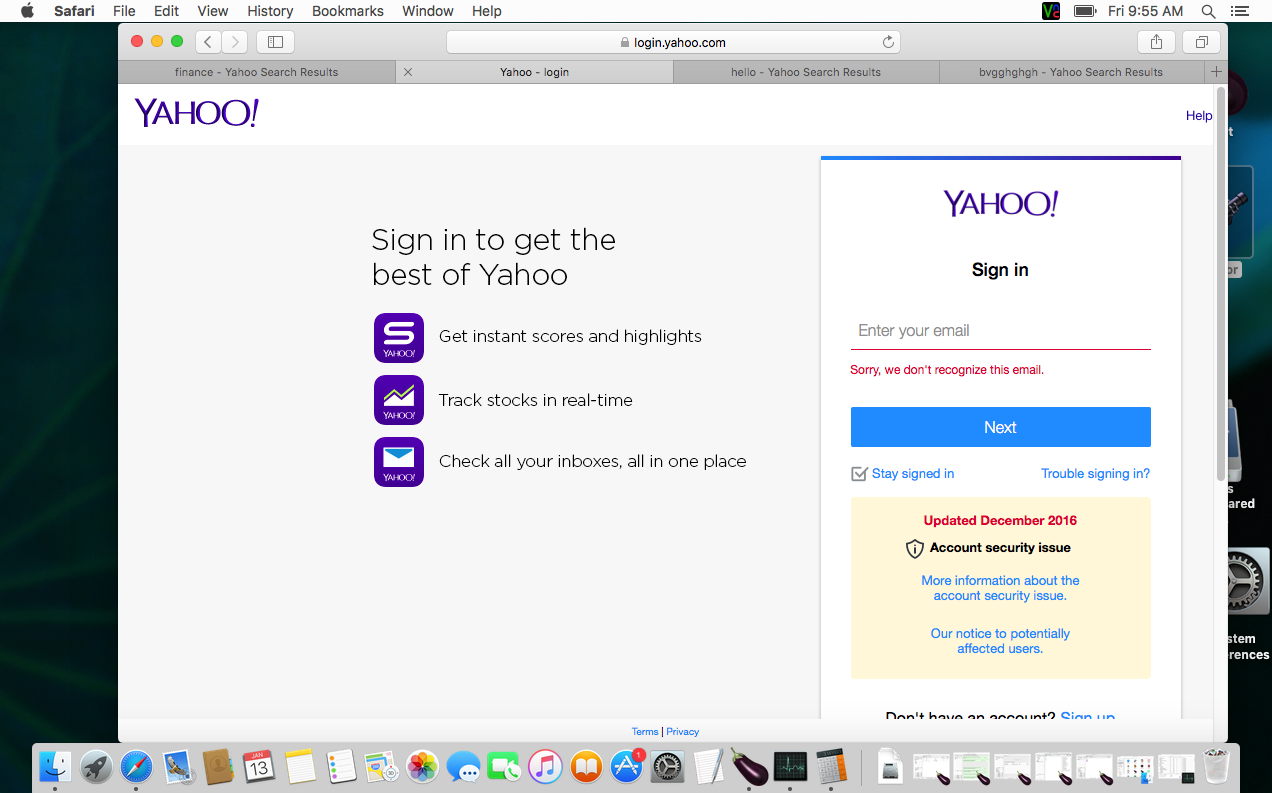 Safari File Edit View History Bookmarks Window Help
Fri 9:55 AM
login.yahoo.com
finance - Yahoo Search Results
Yahoo - login
hello - Yahoo Search Results
bvgghghgh - Yahoo Search Results
YAHOO!
Help
Sign in to get the
best of Yahoo
YAHOO!
Get instant scores and highlights
YAHOO!
Track stocks in real-time
YAHOO!
Check all your inboxes, all in one place
YAHOO!
Sign in
Enter your email
Sorry, we don't recognize this email.
Next
Stay signed in
Trouble signing in?
Updated December 2016
Account security issue
More information about the
account security issue.
Our notice to potentially
affected users.
Don't have an account? Sign up
Terms | Privacy
ared
stem
rences
JAN
13
1